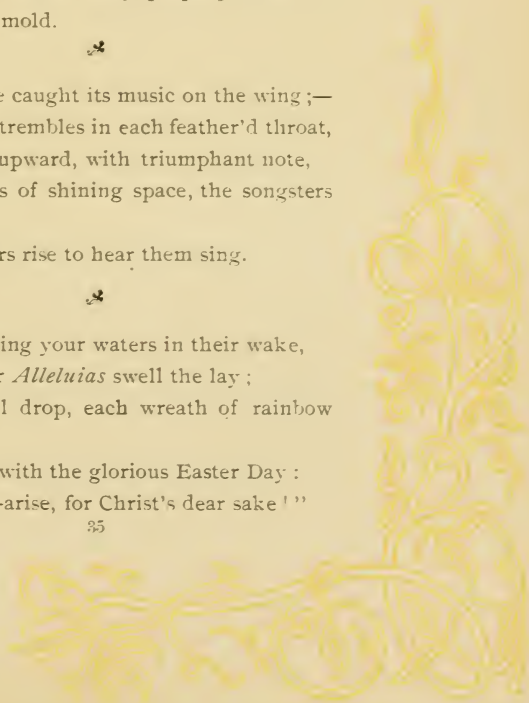 mold.
caught its music on the wing ;—
trembles in each feather'd throat,
upward, with triumphant note,
of shining space, the songsters
rise to hear them sing.
your waters in their wake,
Alleluias swell the lay ;
drop, each wreath of rainbow
with the glorious Easter Day :
-arise, for Christ's dear sake ! "
35